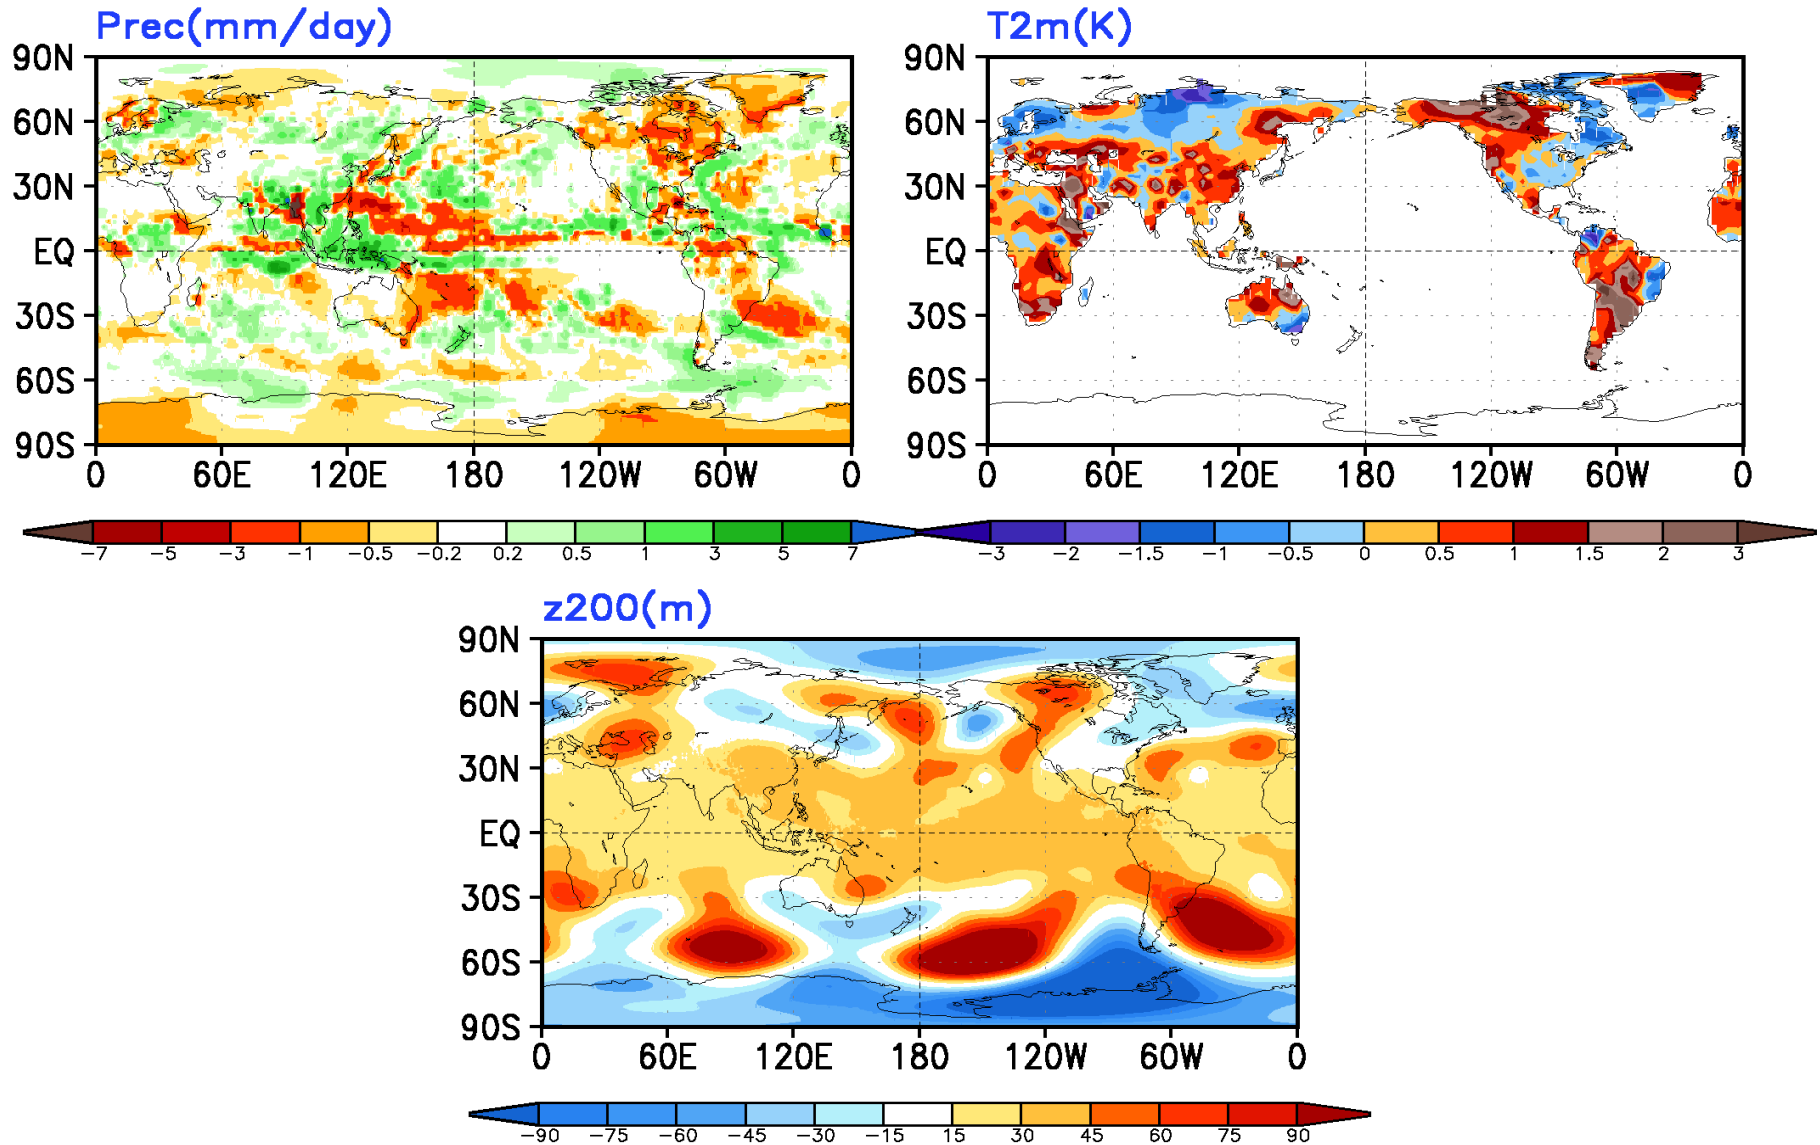 Prec(mm/day)
90N
60N
30N
EQ
30S
60S
90S
0 60E 120E 180 120W 60W 0
−7 −5 −3 −1 −0.5 −0.2 0.2 0.5 1 3 5 7
T2m(K)
90N
60N
30N
EQ
30S
60S
90S
0 60E 120E 180 120W 60W 0
−3 −2 −1.5 −1 −0.5 0 0.5 1 1.5 2 3
z200(m)
90N
60N
30N
EQ
30S
60S
90S
0 60E 120E 180 120W 60W 0
−90 −75 −60 −45 −30 −15 15 30 45 60 75 90